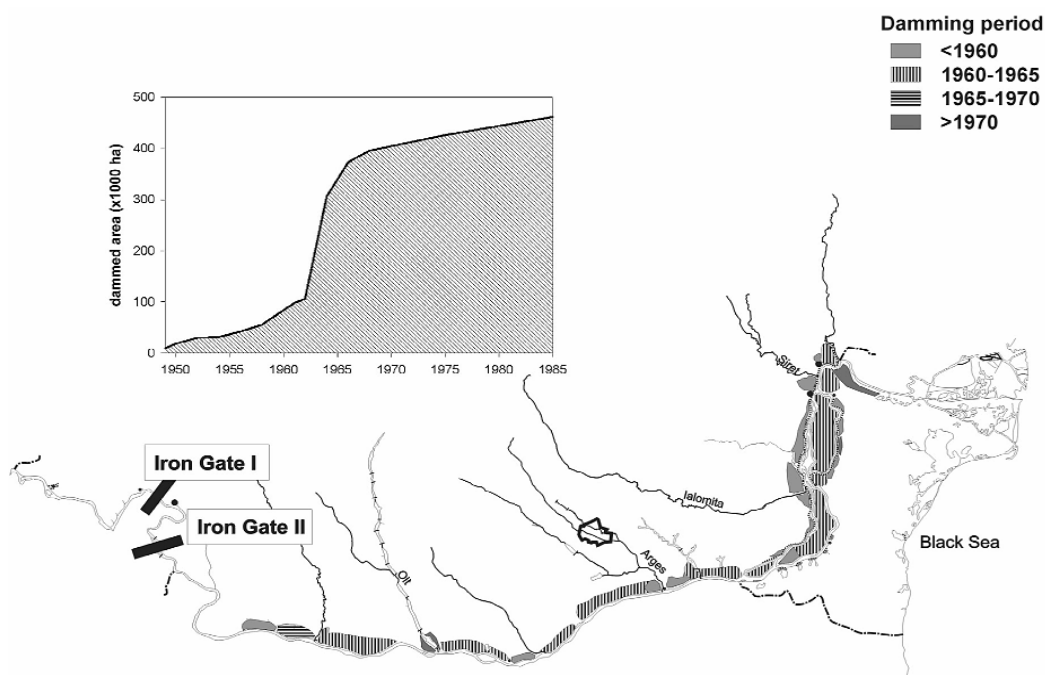 Damming period
<1960
1960-1965
1965-1970
>1970
dammed area (x1000 ha)
500
400
300
200
100
0
1950 1955 1960 1965 1970 1975 1980 1985
Siret
Iron Gate I
Iron Gate II
Ialomita
Olt
Arges
Black Sea